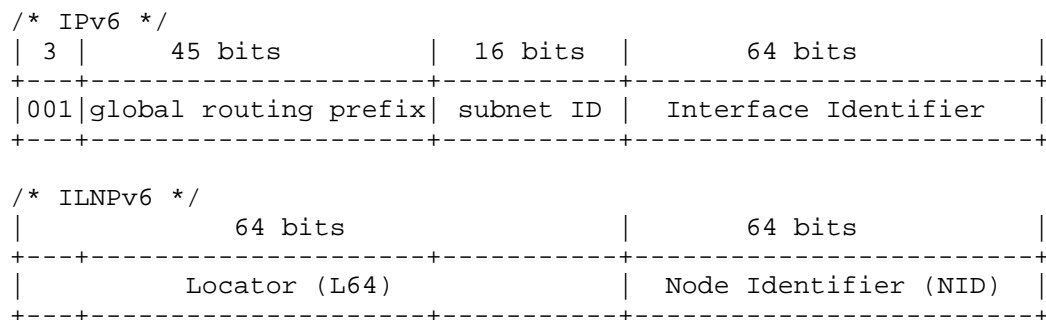 /* IPv6 */
| 3 |     45 bits         |  16 bits  |       64 bits           |
+---+---------------------+-----------+-------------------------+
|001|global routing prefix| subnet ID |  Interface Identifier   |
+---+---------------------+-----------+-------------------------+
/* ILNPv6 */
|             64 bits                 |       64 bits           |
+---+---------------------+-----------+-------------------------+
|          Locator (L64)              |  Node Identifier (NID)  |
+---+---------------------+-----------+-------------------------+